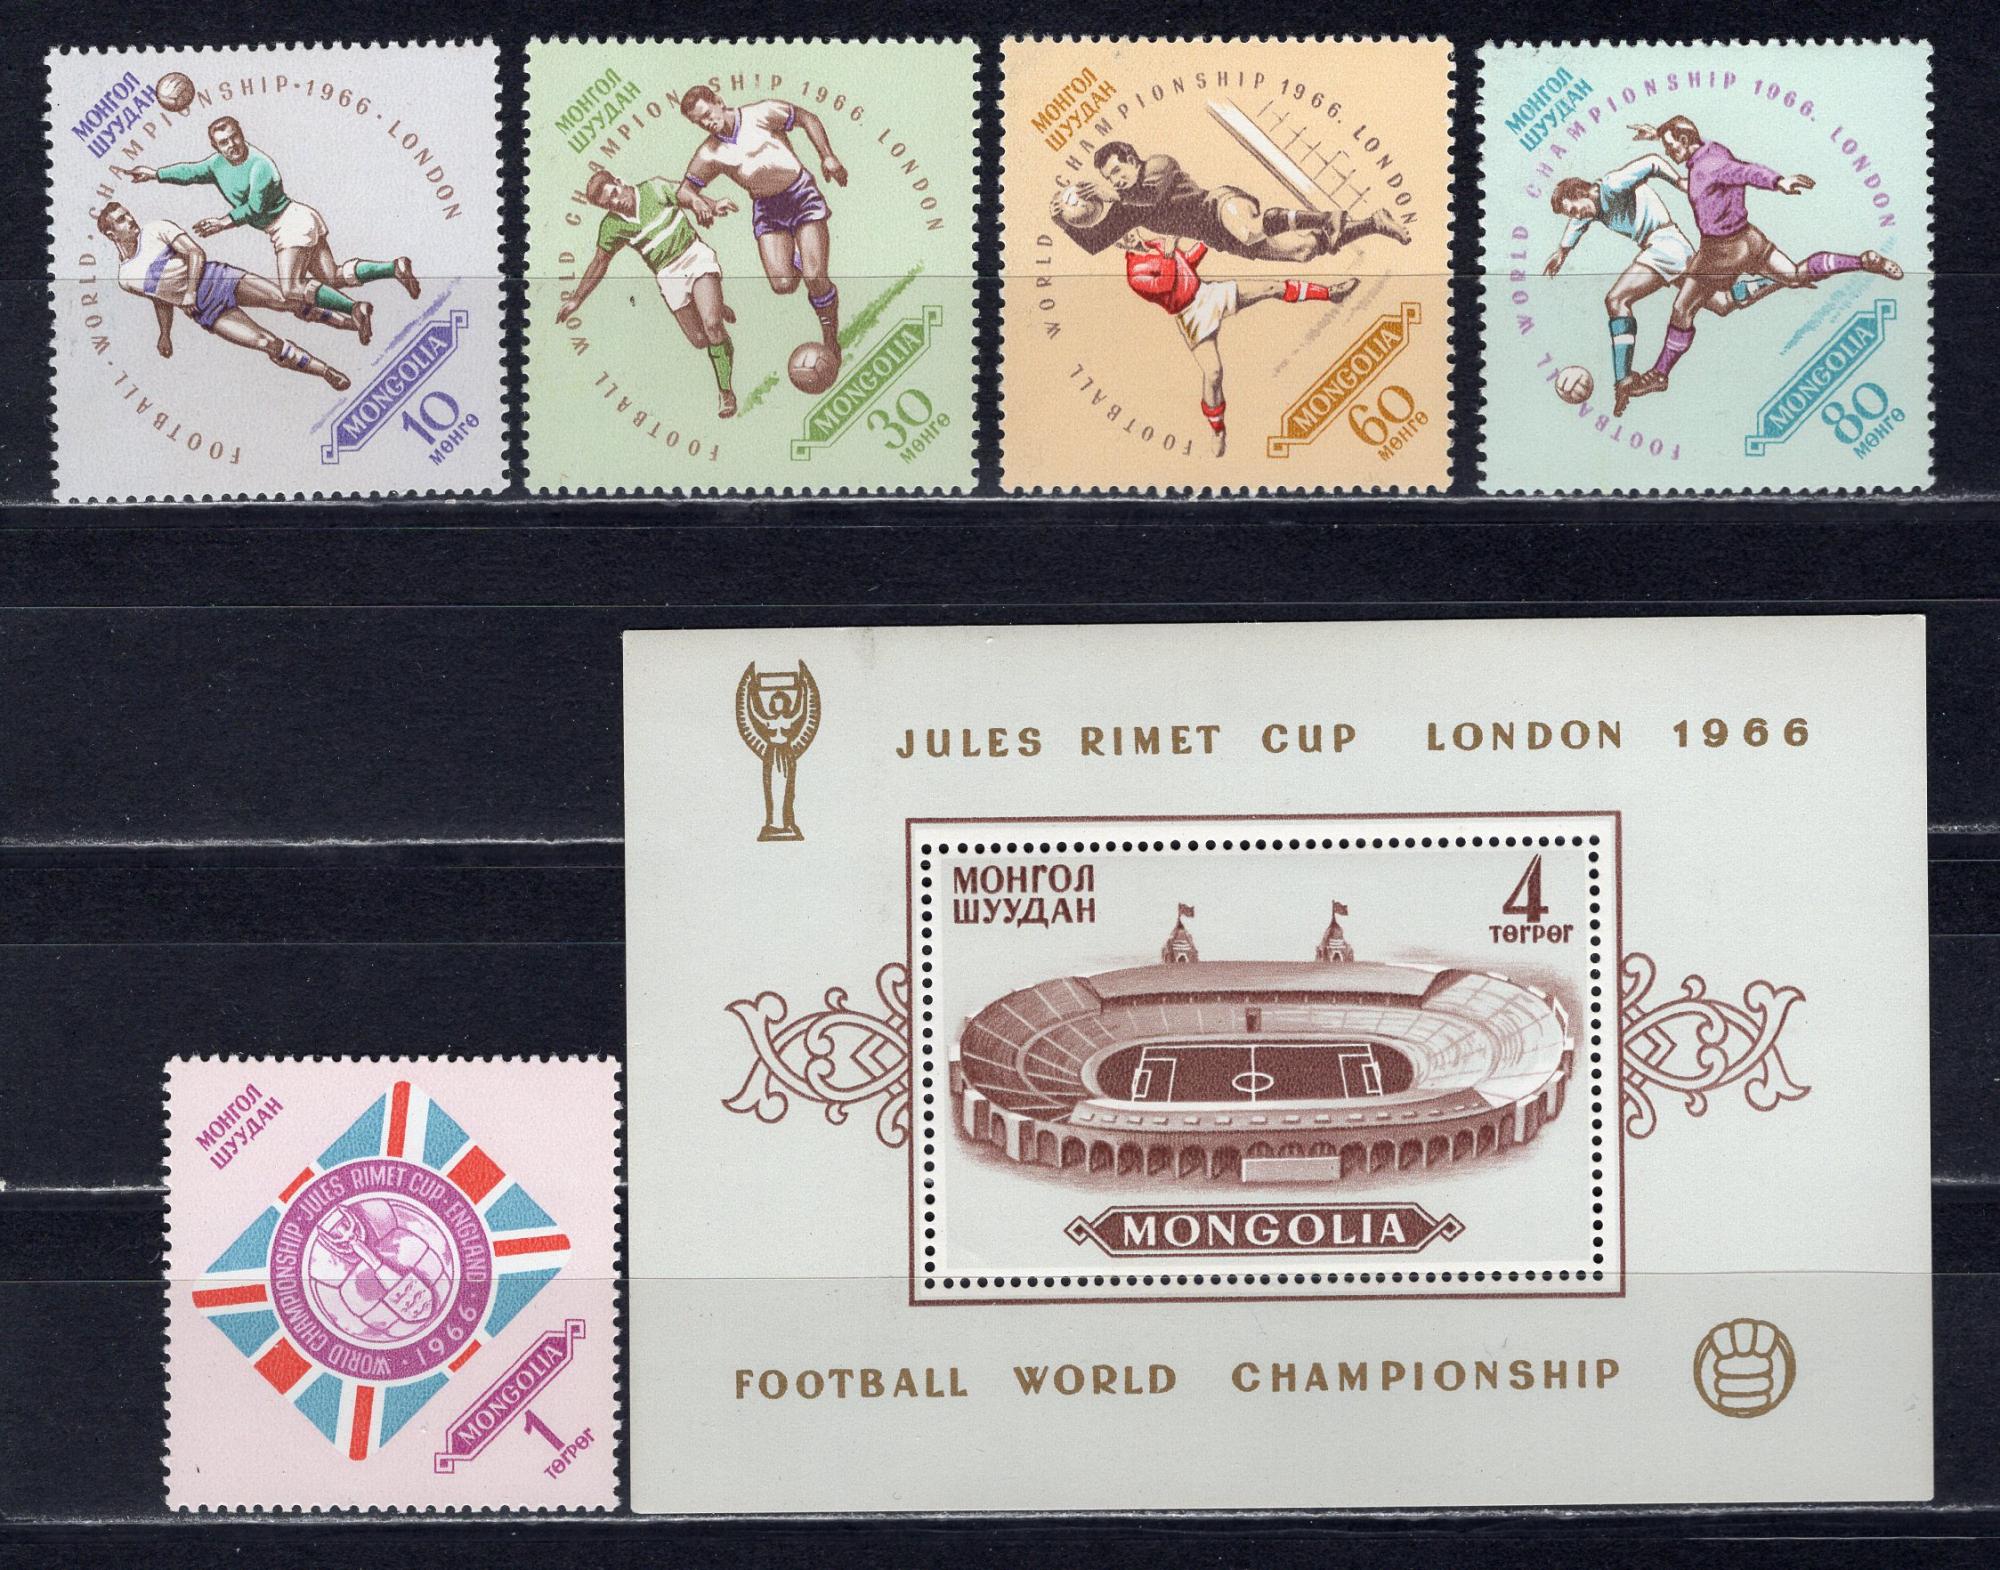 МОНГОЛ
ШУУДАН
FOOTBALL · WORLD · CHAMPIONSHIP · 1966 · LONDON
MONGOLIA
10
МӨНГӨ
МОНГОЛ
ШУУДАН
FOOTBALL WORLD CHAMPIONSHIP 1966. LONDON
MONGOLIA
30
МӨНГӨ
МОНГОЛ
ШУУДАН
FOOTBALL WORLD CHAMPIONSHIP 1966. LONDON
MONGOLIA
60
МӨНГӨ
МОНГОЛ
ШУУДАН
FOOTBALL WORLD CHAMPIONSHIP 1966. LONDON
MONGOLIA
80
МӨНГӨ
JULES RIMET CUP LONDON 1966
МОНГОЛ
ШУУДАН
4
ТӨГРӨГ
MONGOLIA
FOOTBALL WORLD CHAMPIONSHIP
МОНГОЛ
ШУУДАН
WORLD CHAMPIONSHIP · JULES RIMET CUP · ENGLAND · 1966 ·
MONGOLIA
1
ТӨГРӨГ